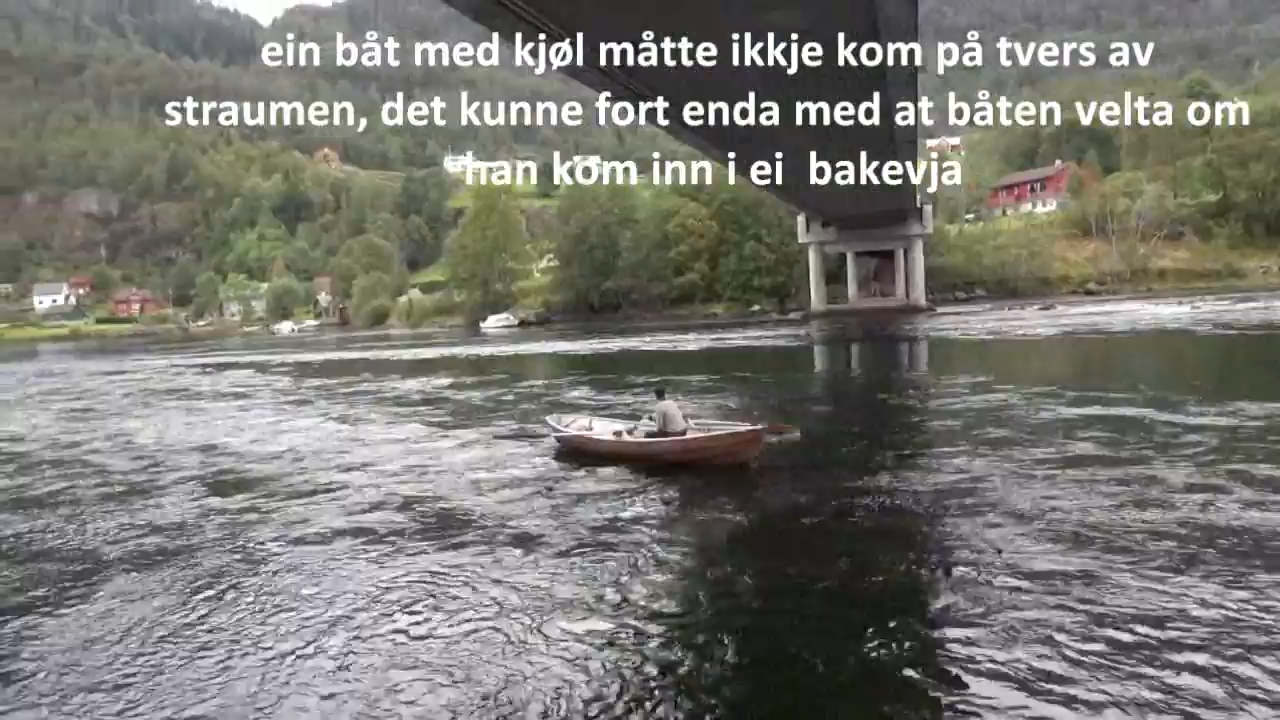 ein båt med kjøl måtte ikkje kom på tvers av
straumen, det kunne fort enda med at båten velta om
han kom inn i ei  bakevja